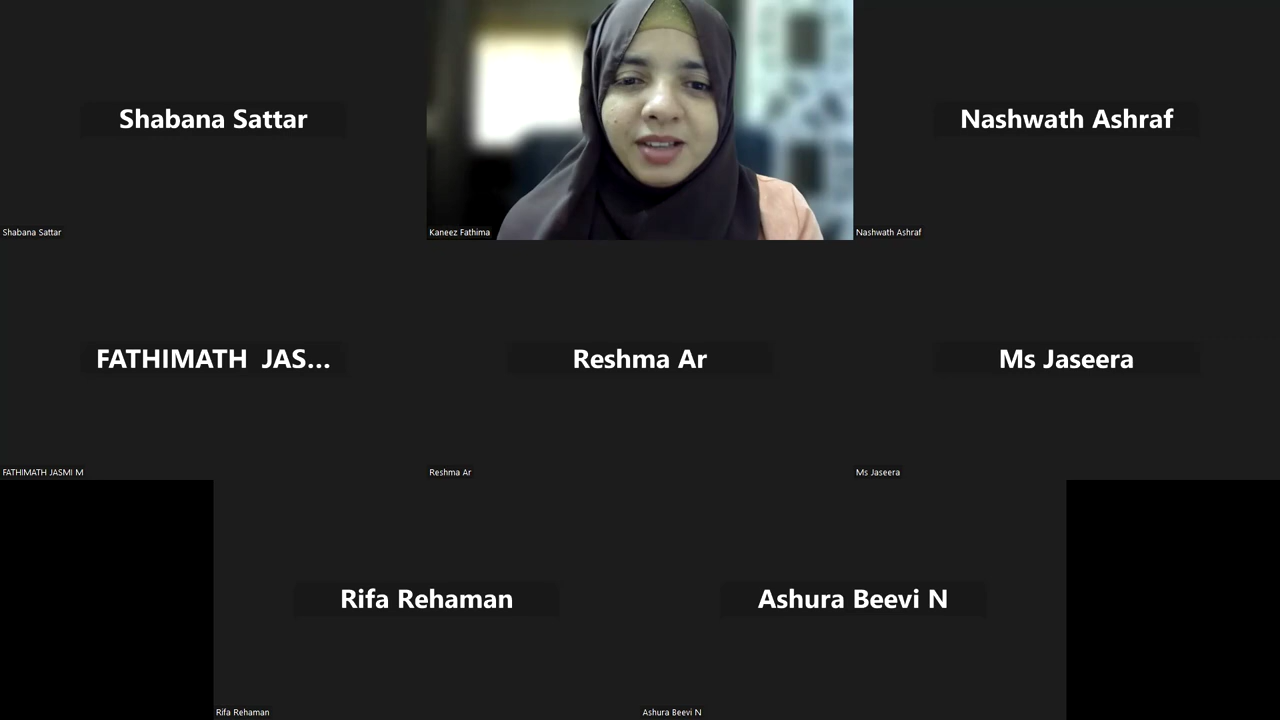 Shabana Sattar
Nashwath Ashraf
Shabana Sattar
Kaneez Fathima
Nashwath Ashraf
FATHIMATH  JAS...
Reshma Ar
Ms Jaseera
FATHIMATH JASMI M
Reshma Ar
Ms Jaseera
Rifa Rehaman
Ashura Beevi N
Rifa Rehaman
Ashura Beevi N